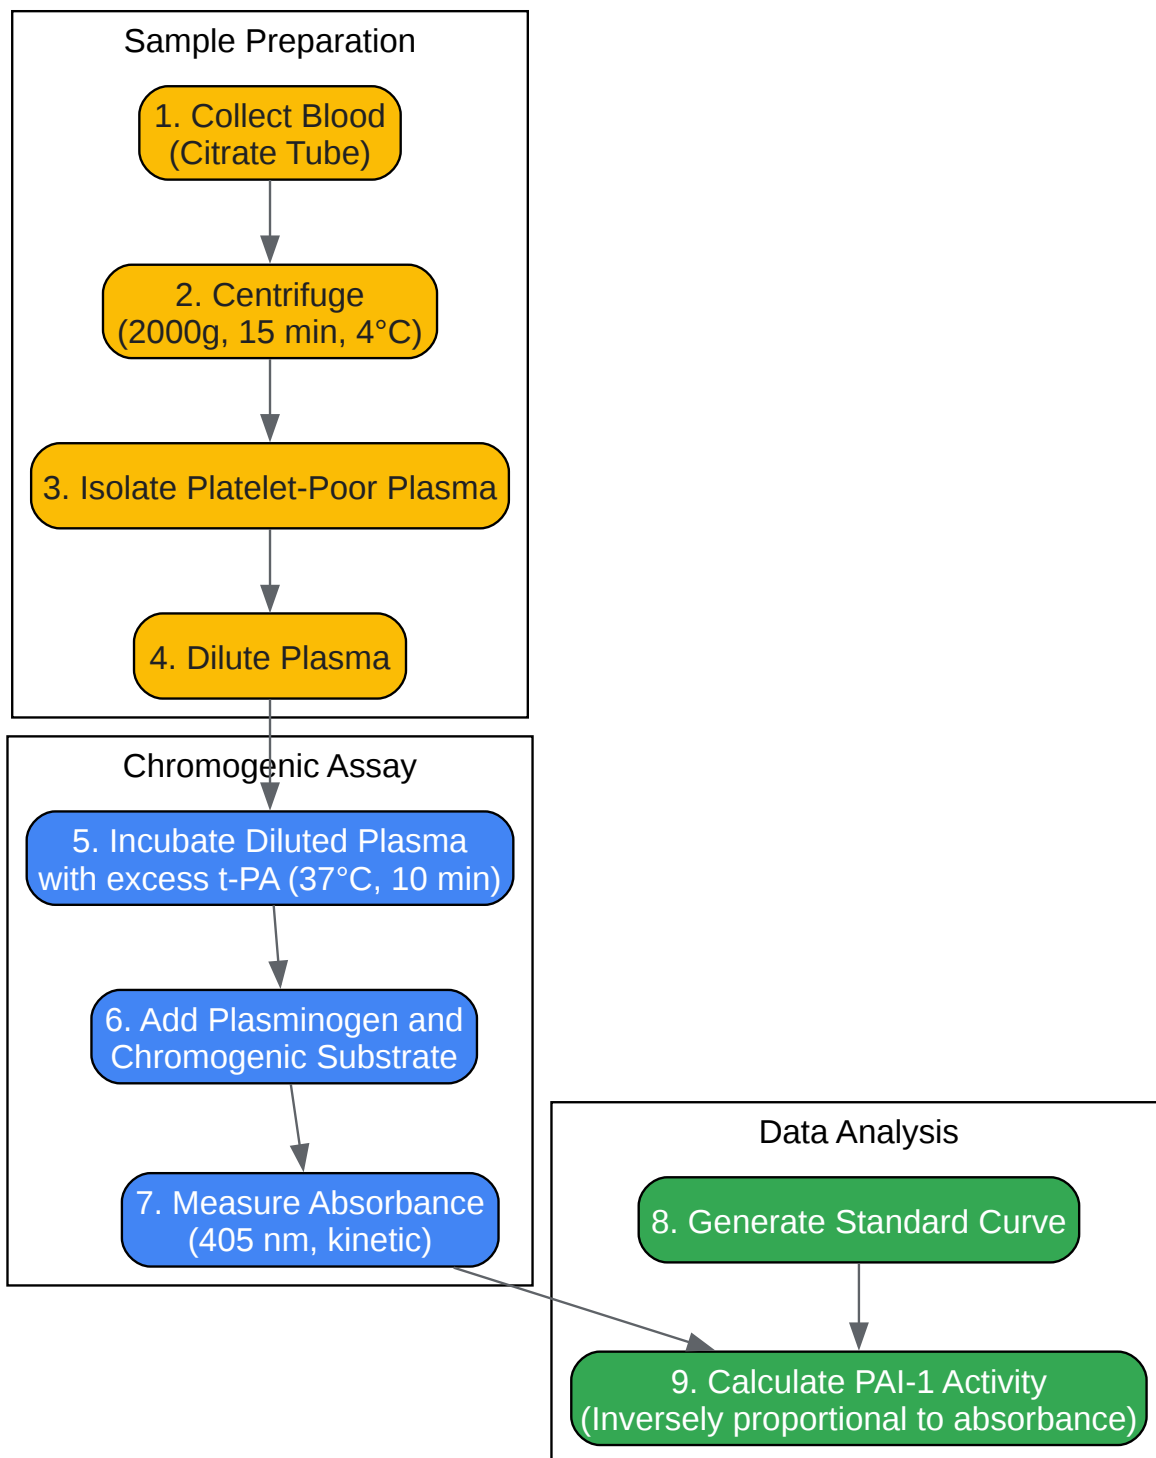 Sample Preparation
1. Collect Blood
(Citrate Tube)
2. Centrifuge
(2000g, 15 min, 4°C)
3. Isolate Platelet-Poor Plasma
4. Dilute Plasma
Chromogenic Assay
5. Incubate Diluted Plasma
with excess t-PA (37°C, 10 min)
6. Add Plasminogen and
Chromogenic Substrate
7. Measure Absorbance
(405 nm, kinetic)
Data Analysis
8. Generate Standard Curve
9. Calculate PAI-1 Activity
(Inversely proportional to absorbance)